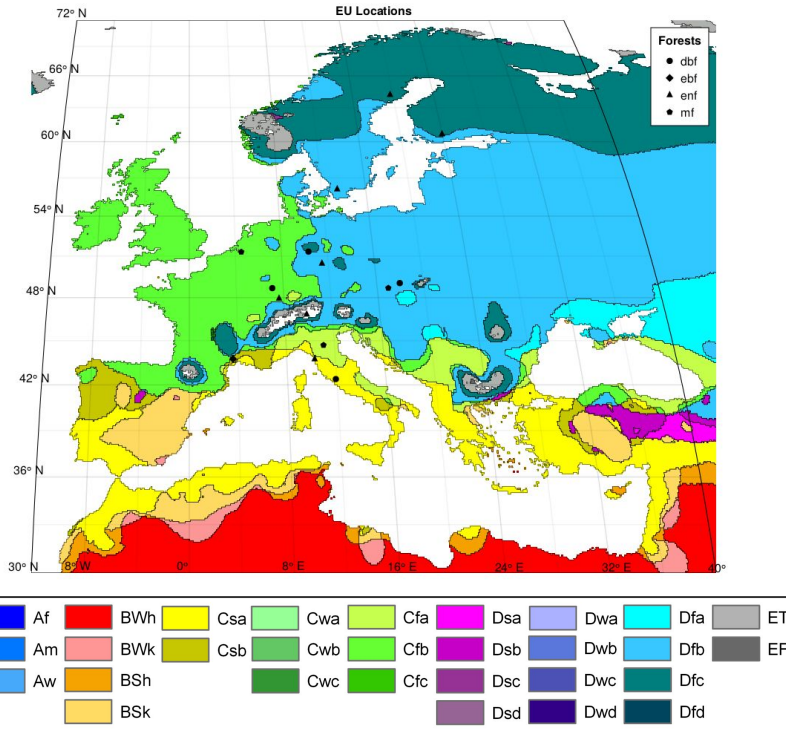 EU Locations
72° N
66° N
60° N
54° N
48° N
42° N
36° N
30° N
8° W
0°
8° E
16° E
24° E
32° E
40°
Forests
dbf
ebf
enf
mf
Af BWh Csa Cwa Cfa Dsa Dwa Dfa ET
Am BWk Csb Cwb Cfb Dsb Dwb Dfb EF
Aw BSh Cwc Cfc Dsc Dwc Dfc
BSk Dsd Dwd Dfd